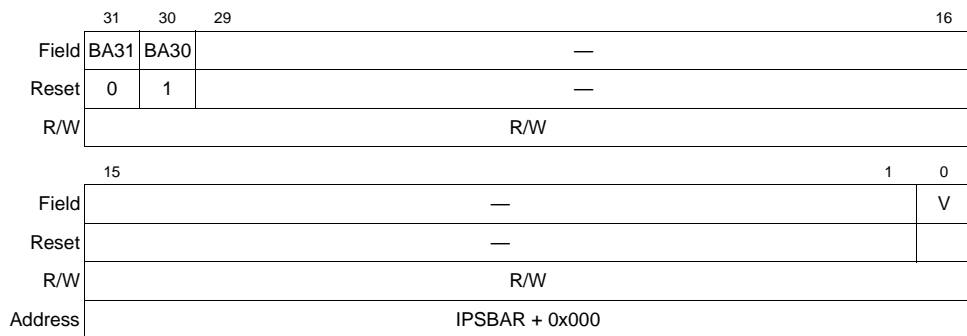 31 30 29 16
Field BA31 BA30 —
Reset 0 1 —
R/W R/W
15 1 0
Field — V
Reset —
R/W R/W
Address IPSBAR + 0x000